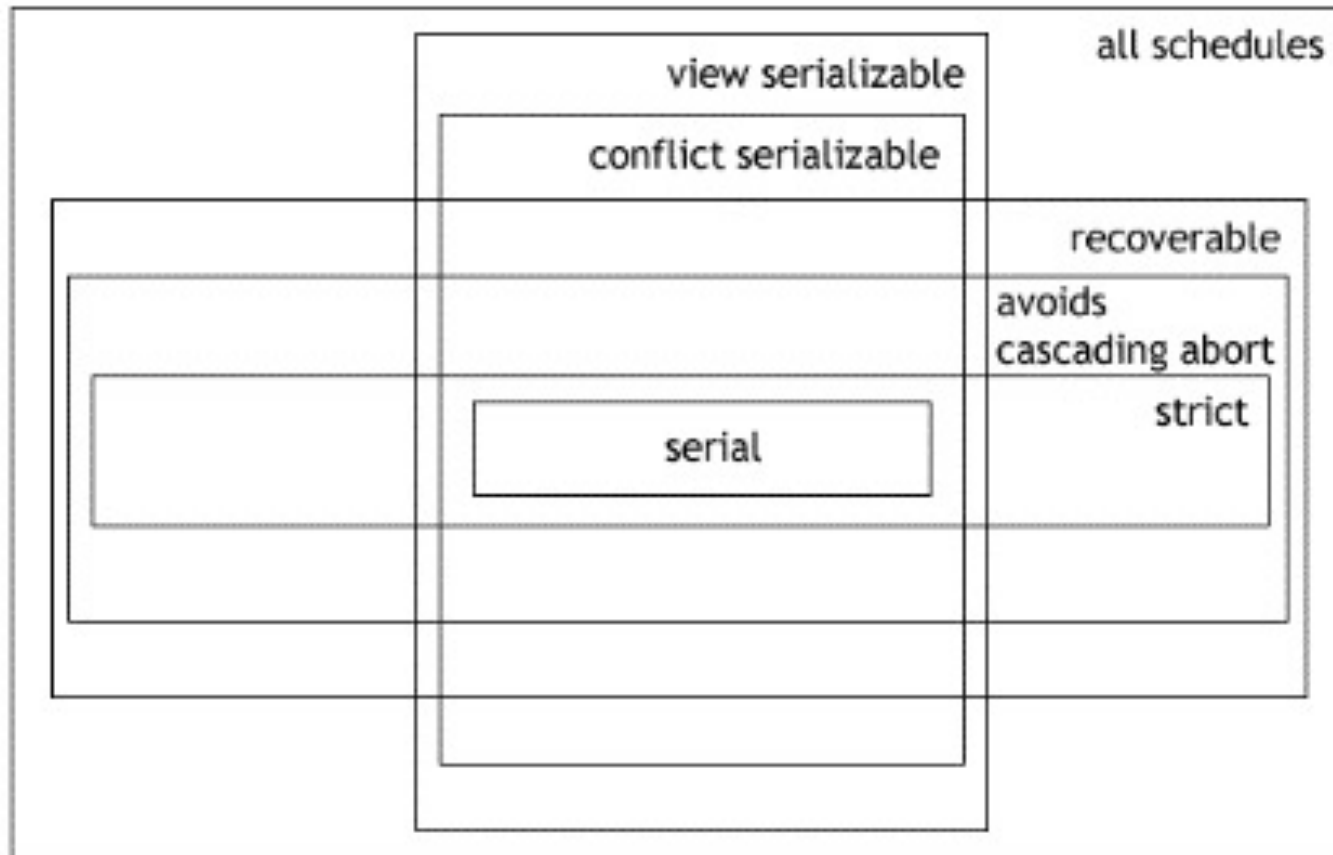 all schedules
view serializable
conflict serializable
recoverable
avoids
cascading abort
strict
serial